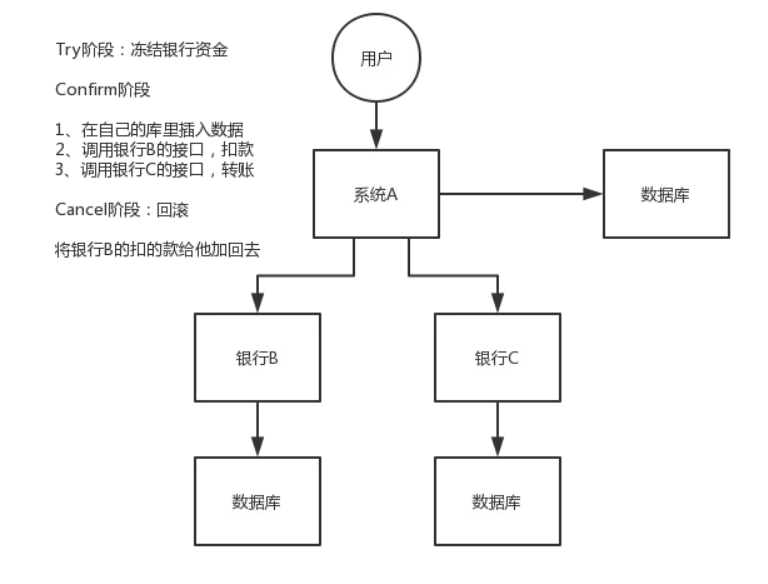 Try阶段：冻结银行资金
Confirm阶段
1、在自己的库里插入数据
2、调用银行B的接口，扣款
3、调用银行C的接口，转账
Cancel阶段：回滚
将银行B的扣的款给他加回去
用户
系统A
数据库
银行B
银行C
数据库
数据库